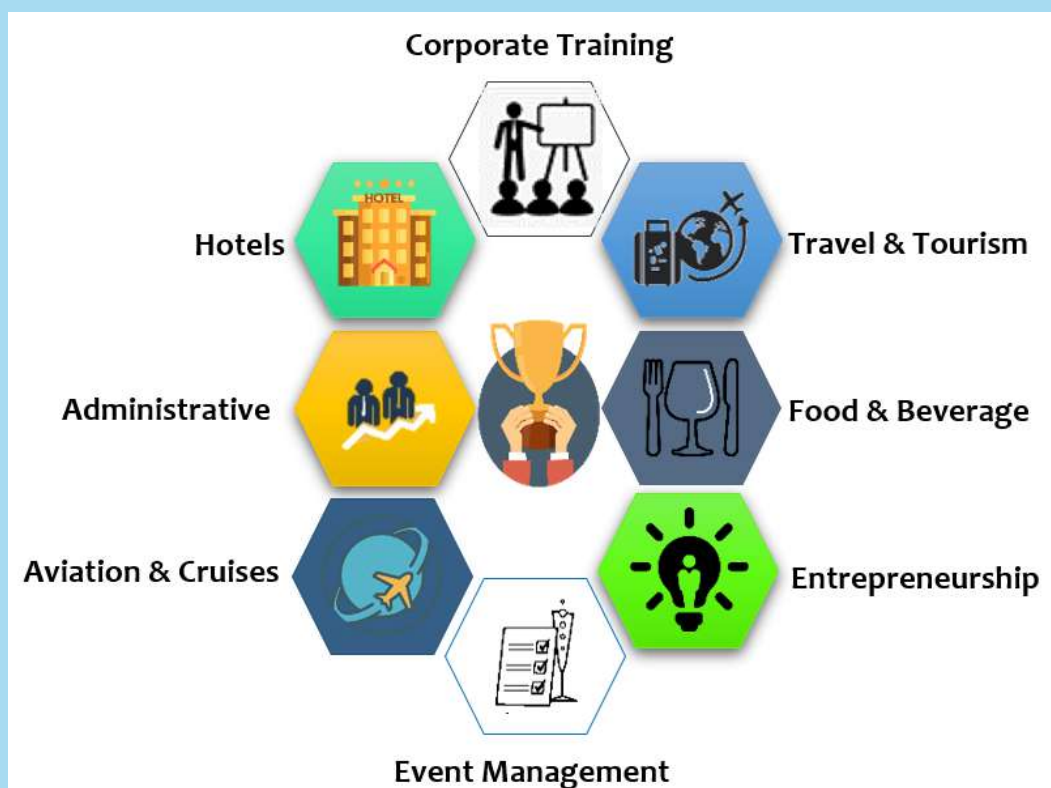 Corporate Training
HOTEL
Hotels
Travel & Tourism
Administrative
Food & Beverage
Aviation & Cruises
Entrepreneurship
Event Management